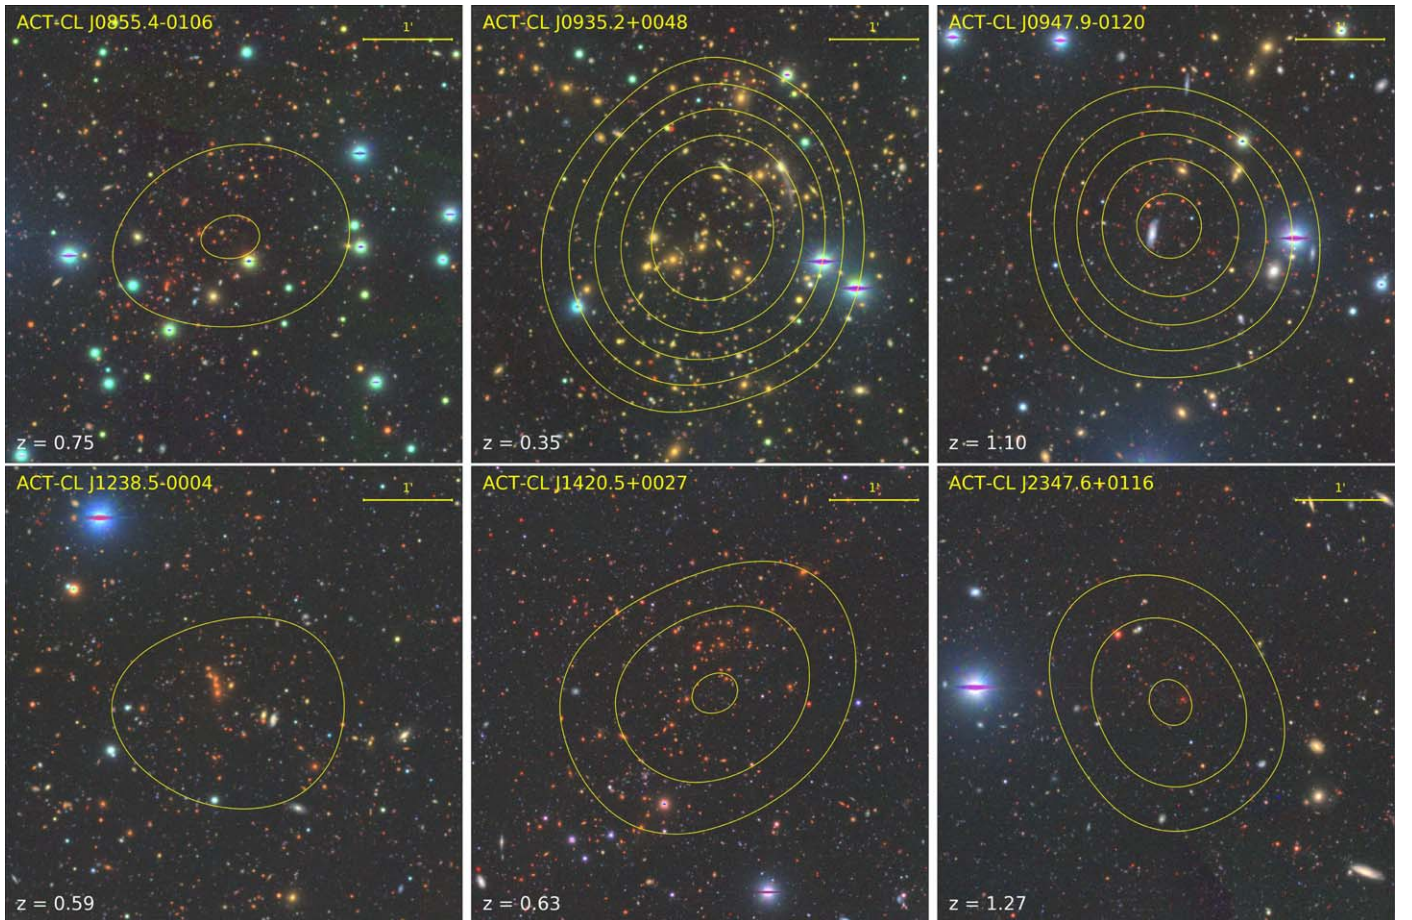 ACT-CL J0855.4-0106
1'
z = 0.75
ACT-CL J0935.2+0048
1'
z = 0.35
ACT-CL J0947.9-0120
1'
z = 1.10
ACT-CL J1238.5-0004
1'
z = 0.59
ACT-CL J1420.5+0027
1'
z = 0.63
ACT-CL J2347.6+0116
1'
z = 1.27